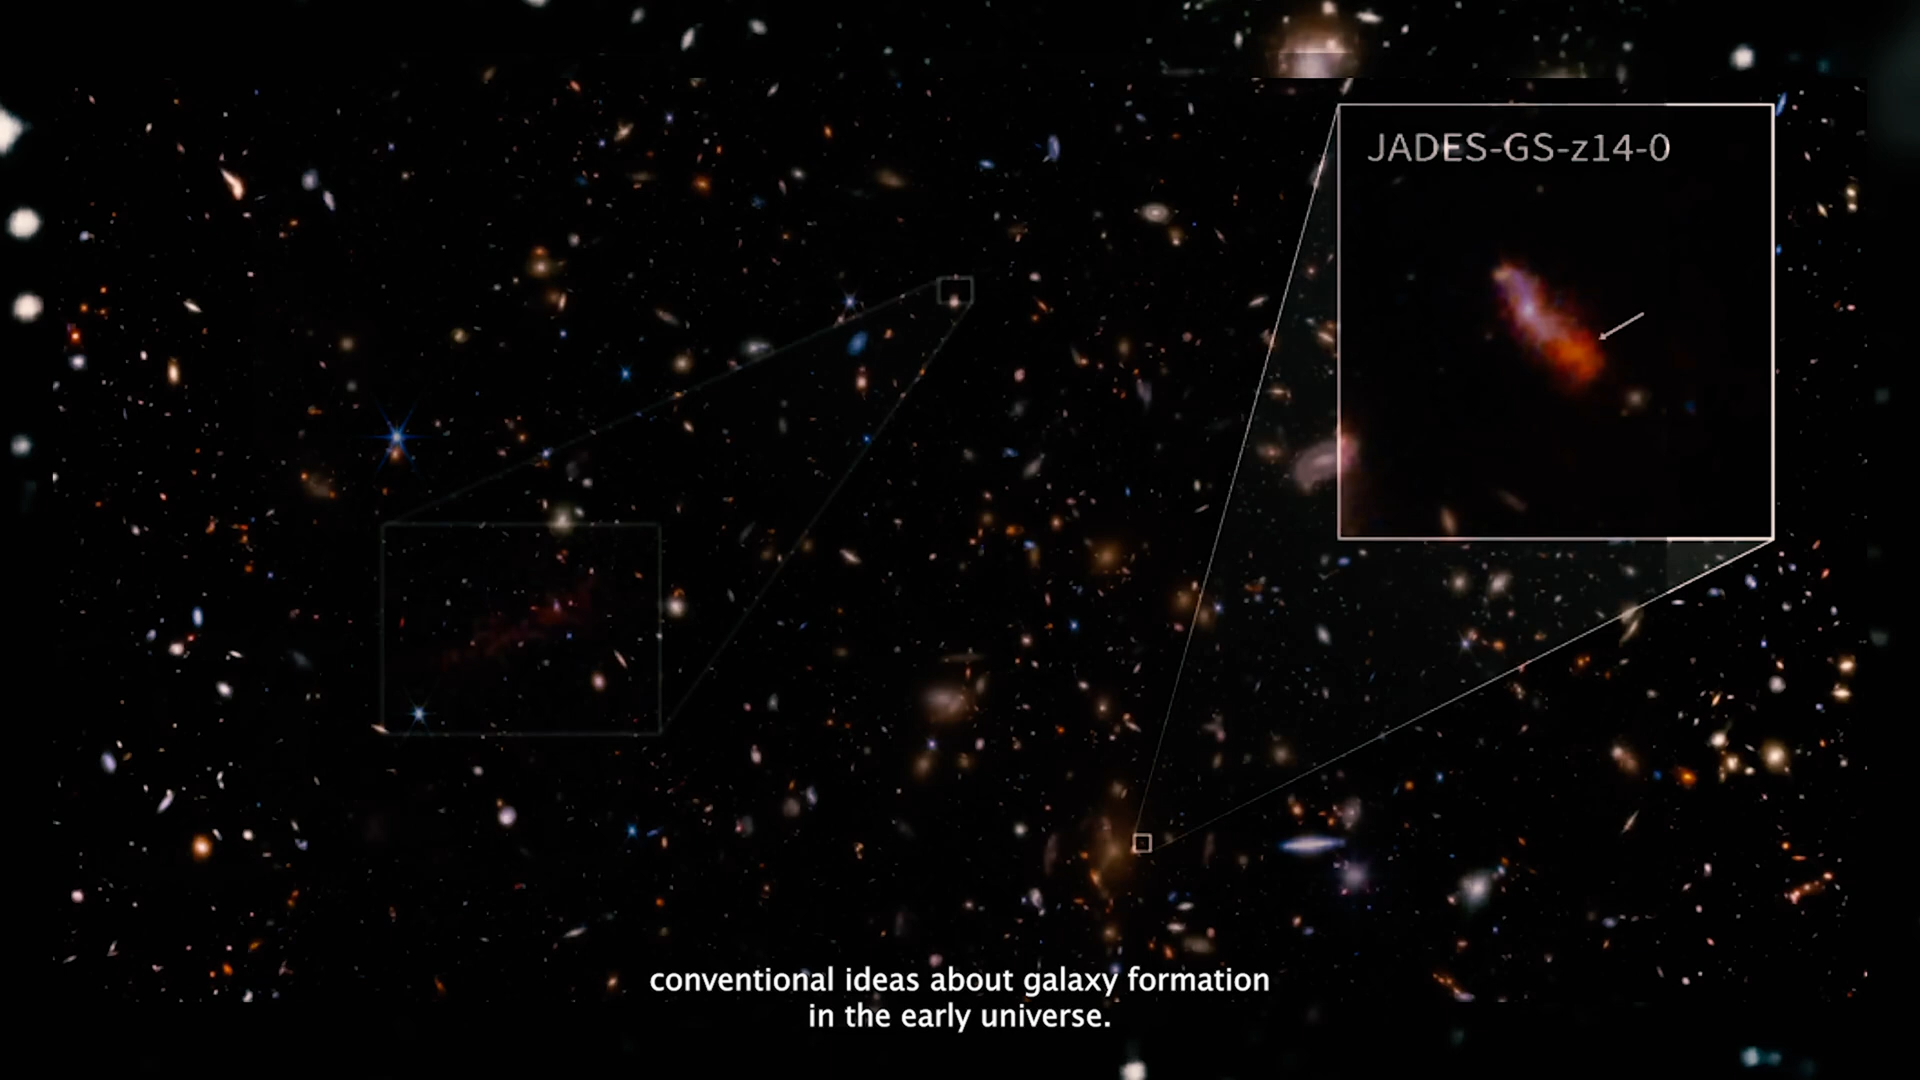 JADES-GS-z14-0
conventional ideas about galaxy formation
in the early universe.